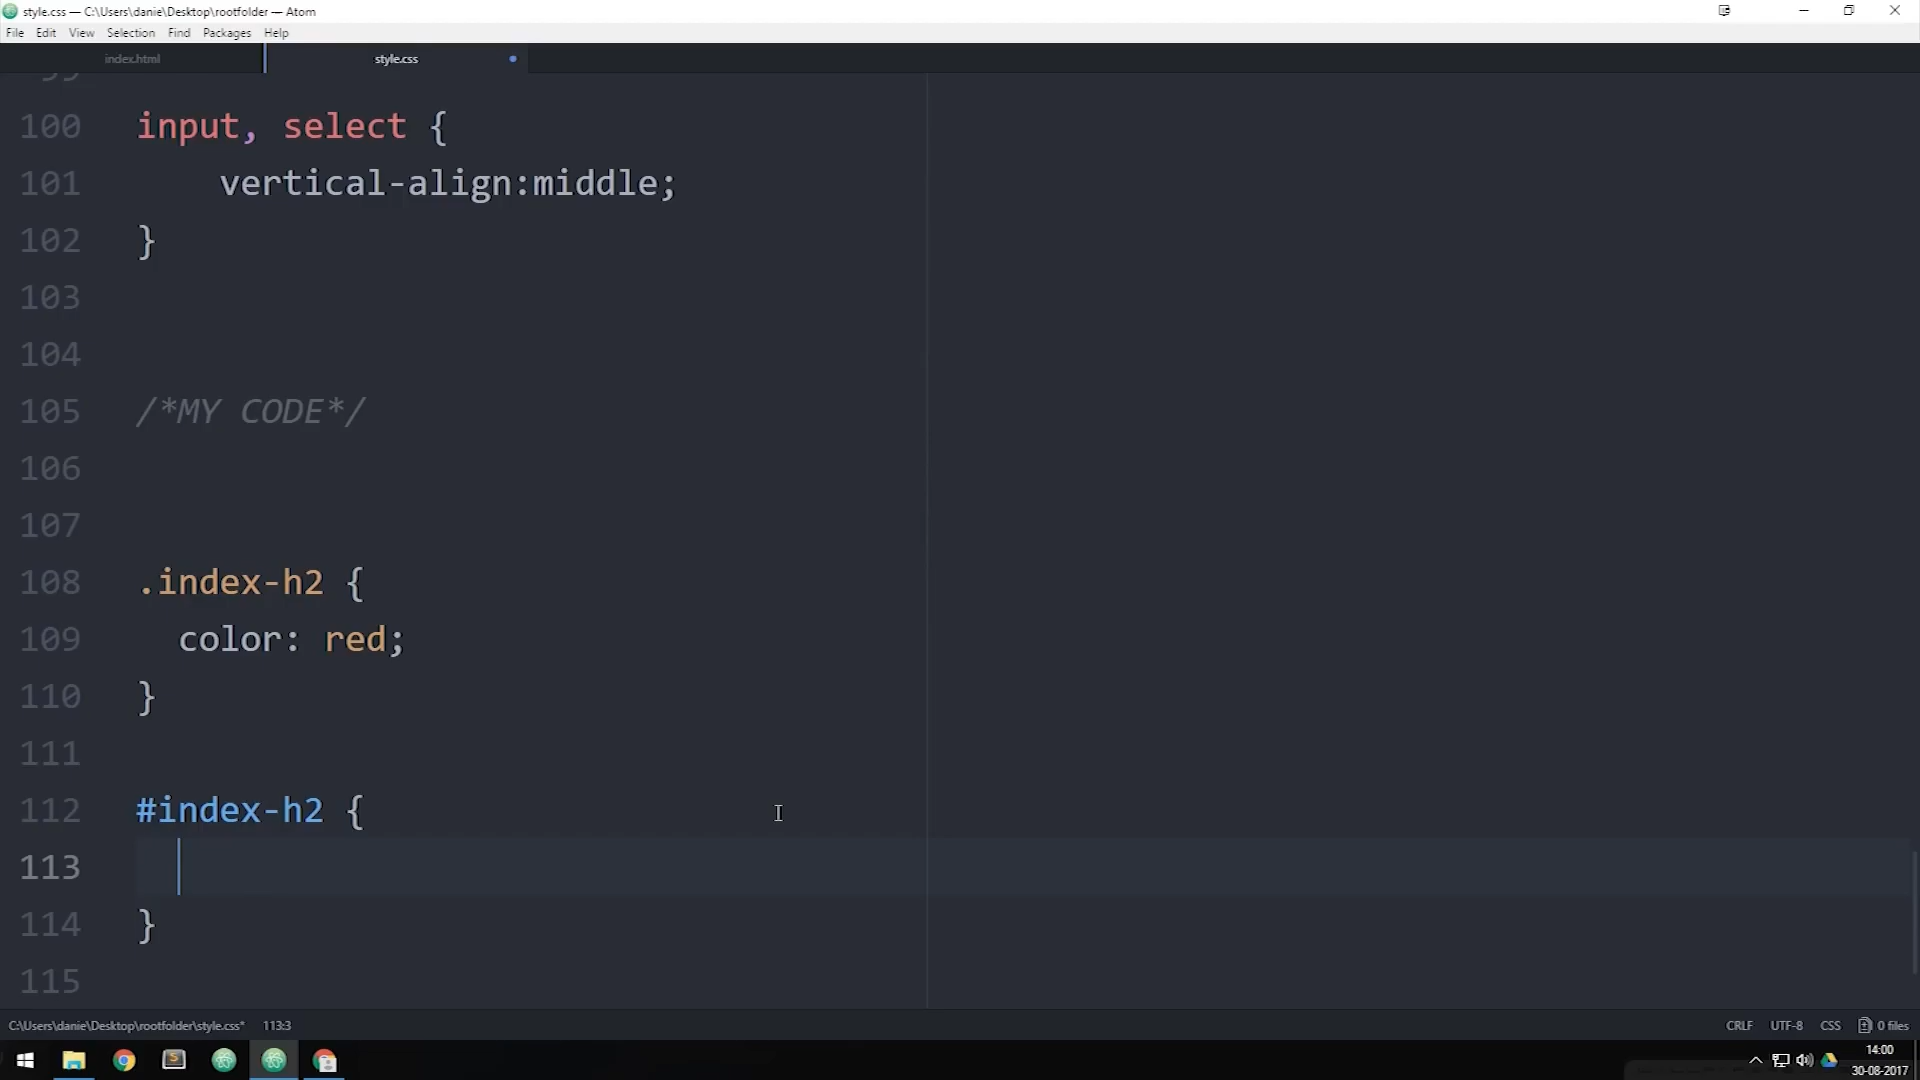 style.css — C:\Users\danie\Desktop\rootfolder — Atom
File Edit View Selection Find Packages Help
index.html style.css
100 input, select {
101 vertical-align:middle;
102 }
103
104
105 /*MY CODE*/
106
107
108 .index-h2 {
109 color: red;
110 }
111
112 #index-h2 {
113
114 }
115
C:\Users\danie\Desktop\rootfolder\style.css* 113:3 CRLF UTF-8 CSS 0 files
14:00
30-08-2017